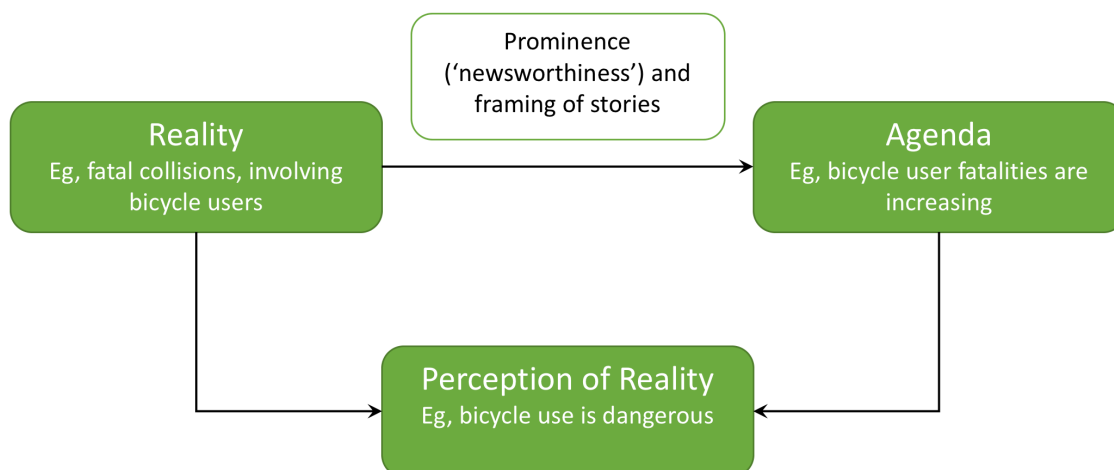 Prominence
(‘newsworthiness’) and
framing of stories
Reality
Eg, fatal collisions, involving
bicycle users
Agenda
Eg, bicycle user fatalities are
increasing
Perception of Reality
Eg, bicycle use is dangerous